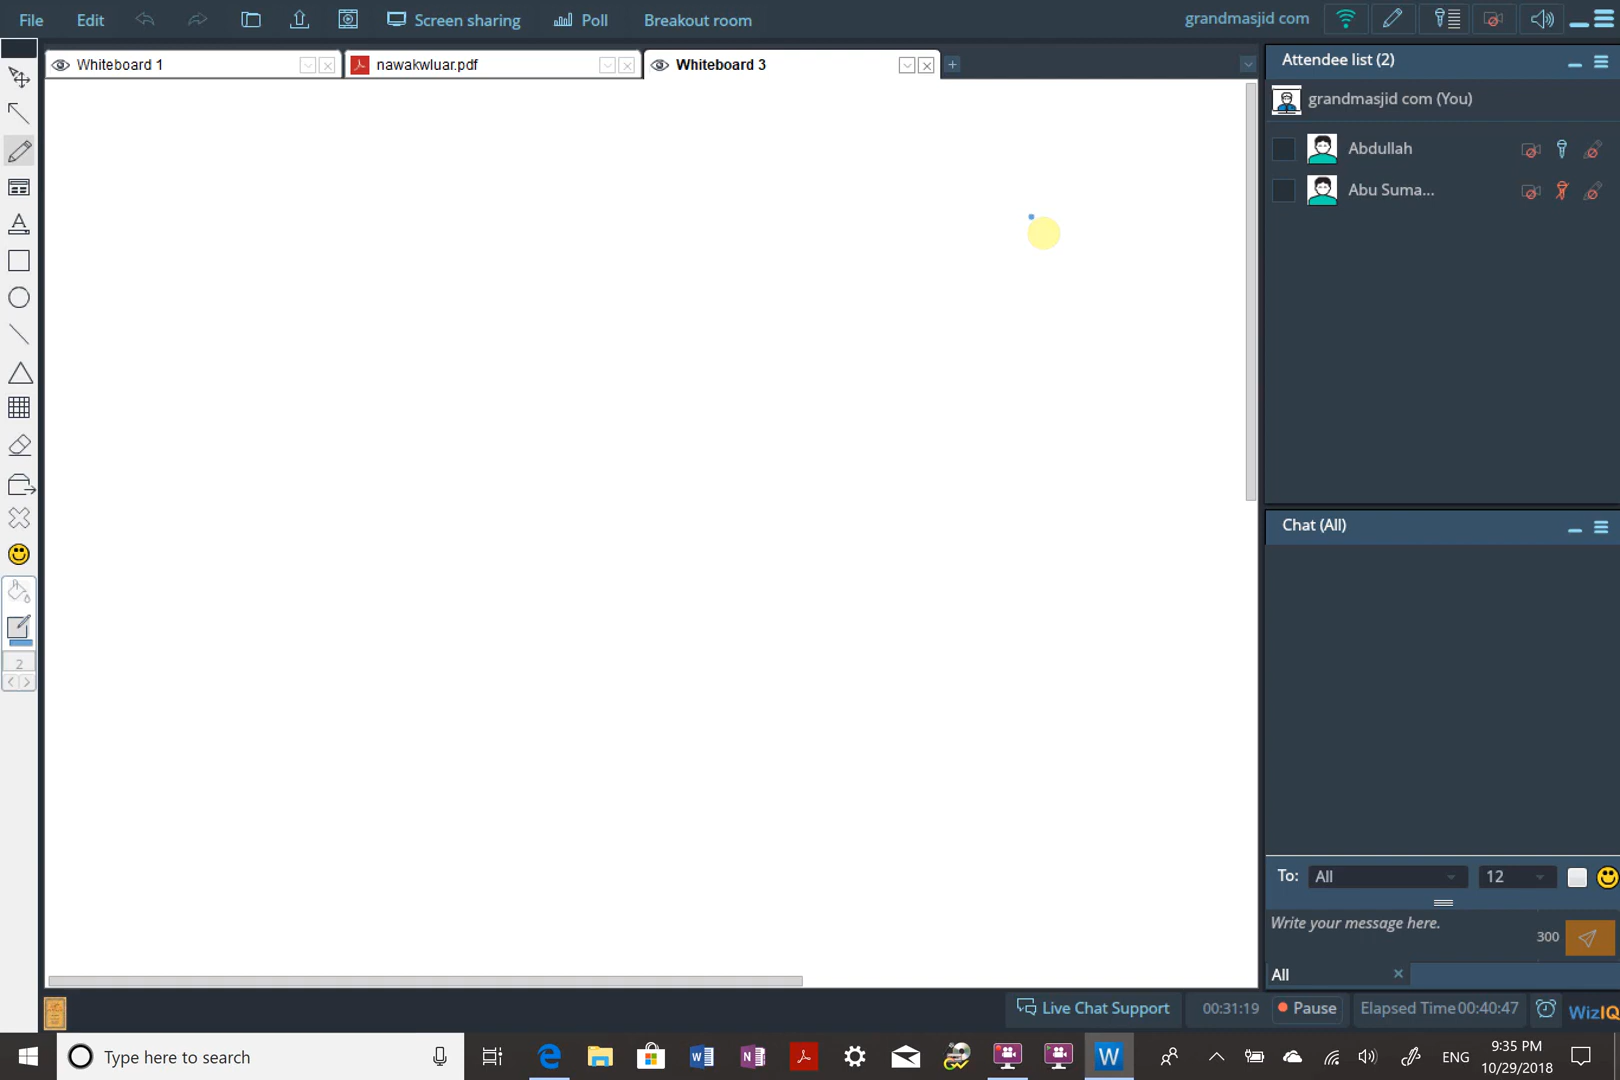 File Edit Screen sharing Poll Breakout room grandmasjid com
Whiteboard 1 nawakwluar.pdf Whiteboard 3
Attendee list (2)
grandmasjid com (You)
Abdullah
Abu Suma...
2
Chat (All)
To: All 12
Write your message here.
300
All
Live Chat Support 00:31:19 Pause Elapsed Time 00:40:47 WizIQ
Type here to search
ENG
9:35 PM
10/29/2018